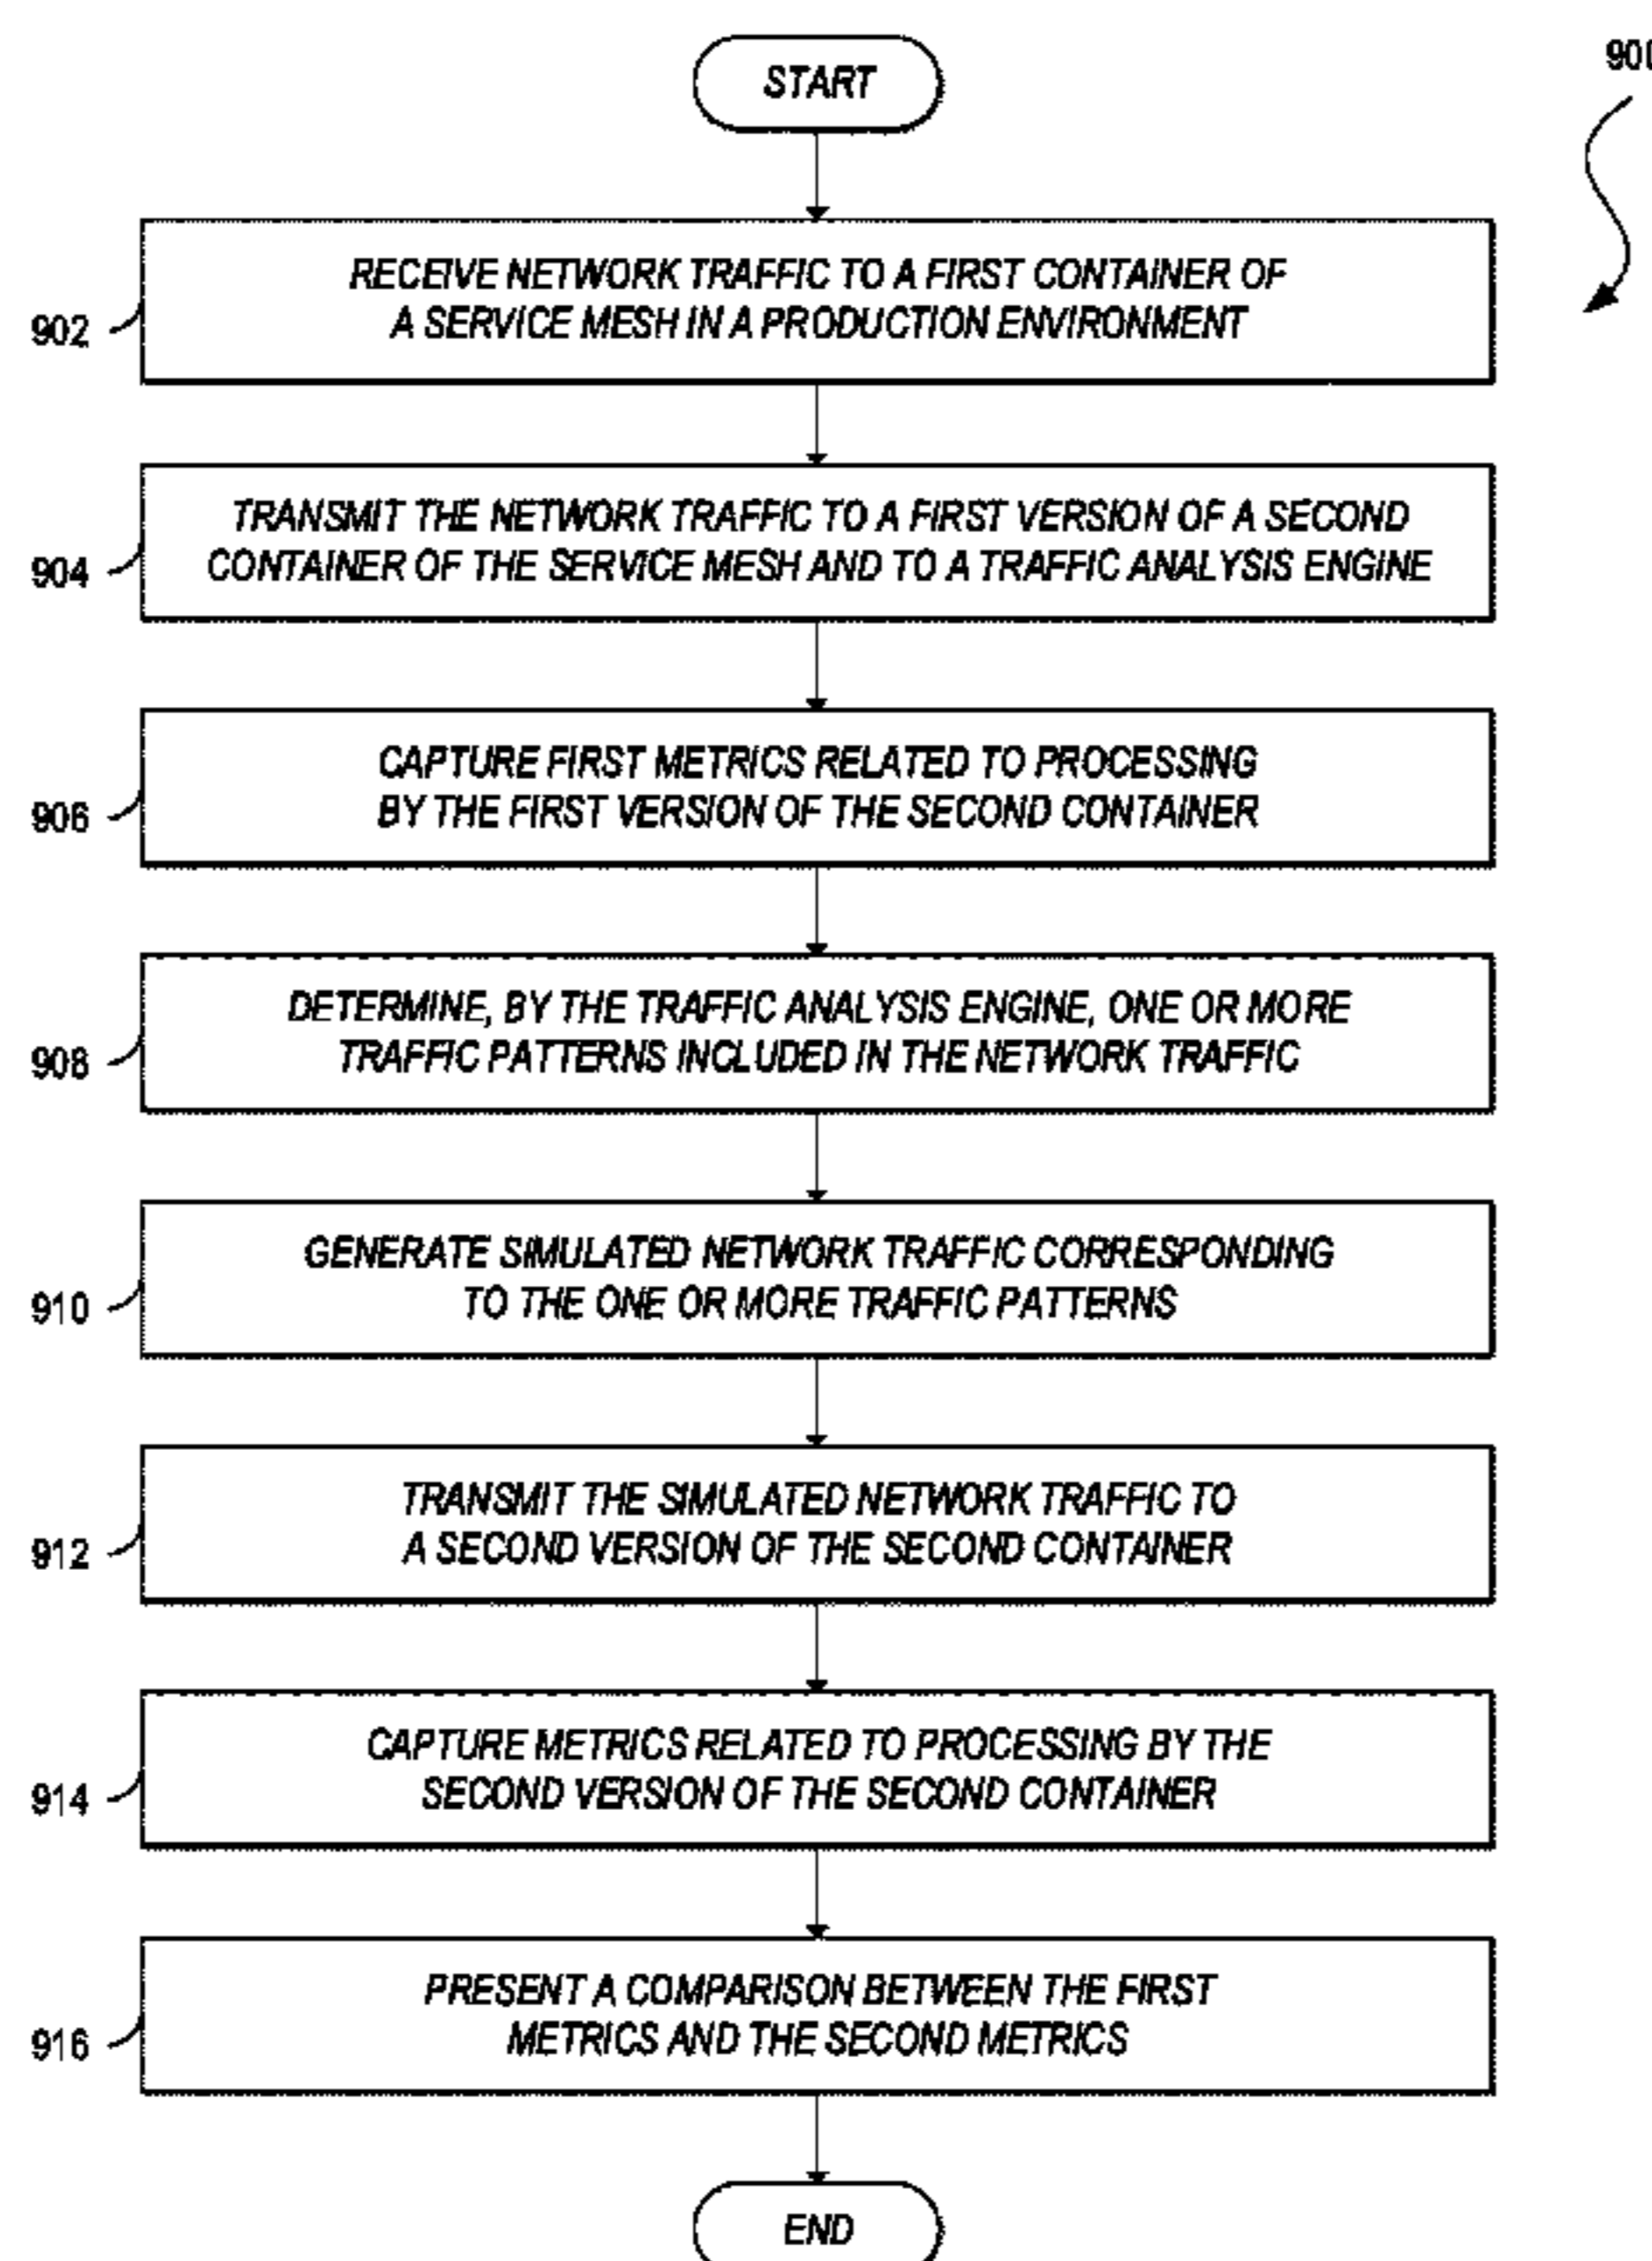 START
900
RECEIVE NETWORK TRAFFIC TO A FIRST CONTAINER OF
A SERVICE MESH IN A PRODUCTION ENVIRONMENT
902
TRANSMIT THE NETWORK TRAFFIC TO A FIRST VERSION OF A SECOND
CONTAINER OF THE SERVICE MESH AND TO A TRAFFIC ANALYSIS ENGINE
904
CAPTURE FIRST METRICS RELATED TO PROCESSING
BY THE FIRST VERSION OF THE SECOND CONTAINER
906
DETERMINE, BY THE TRAFFIC ANALYSIS ENGINE, ONE OR MORE
TRAFFIC PATTERNS INCLUDED IN THE NETWORK TRAFFIC
908
GENERATE SIMULATED NETWORK TRAFFIC CORRESPONDING
TO THE ONE OR MORE TRAFFIC PATTERNS
910
TRANSMIT THE SIMULATED NETWORK TRAFFIC TO
A SECOND VERSION OF THE SECOND CONTAINER
912
CAPTURE METRICS RELATED TO PROCESSING BY THE
SECOND VERSION OF THE SECOND CONTAINER
914
PRESENT A COMPARISON BETWEEN THE FIRST
METRICS AND THE SECOND METRICS
916
END